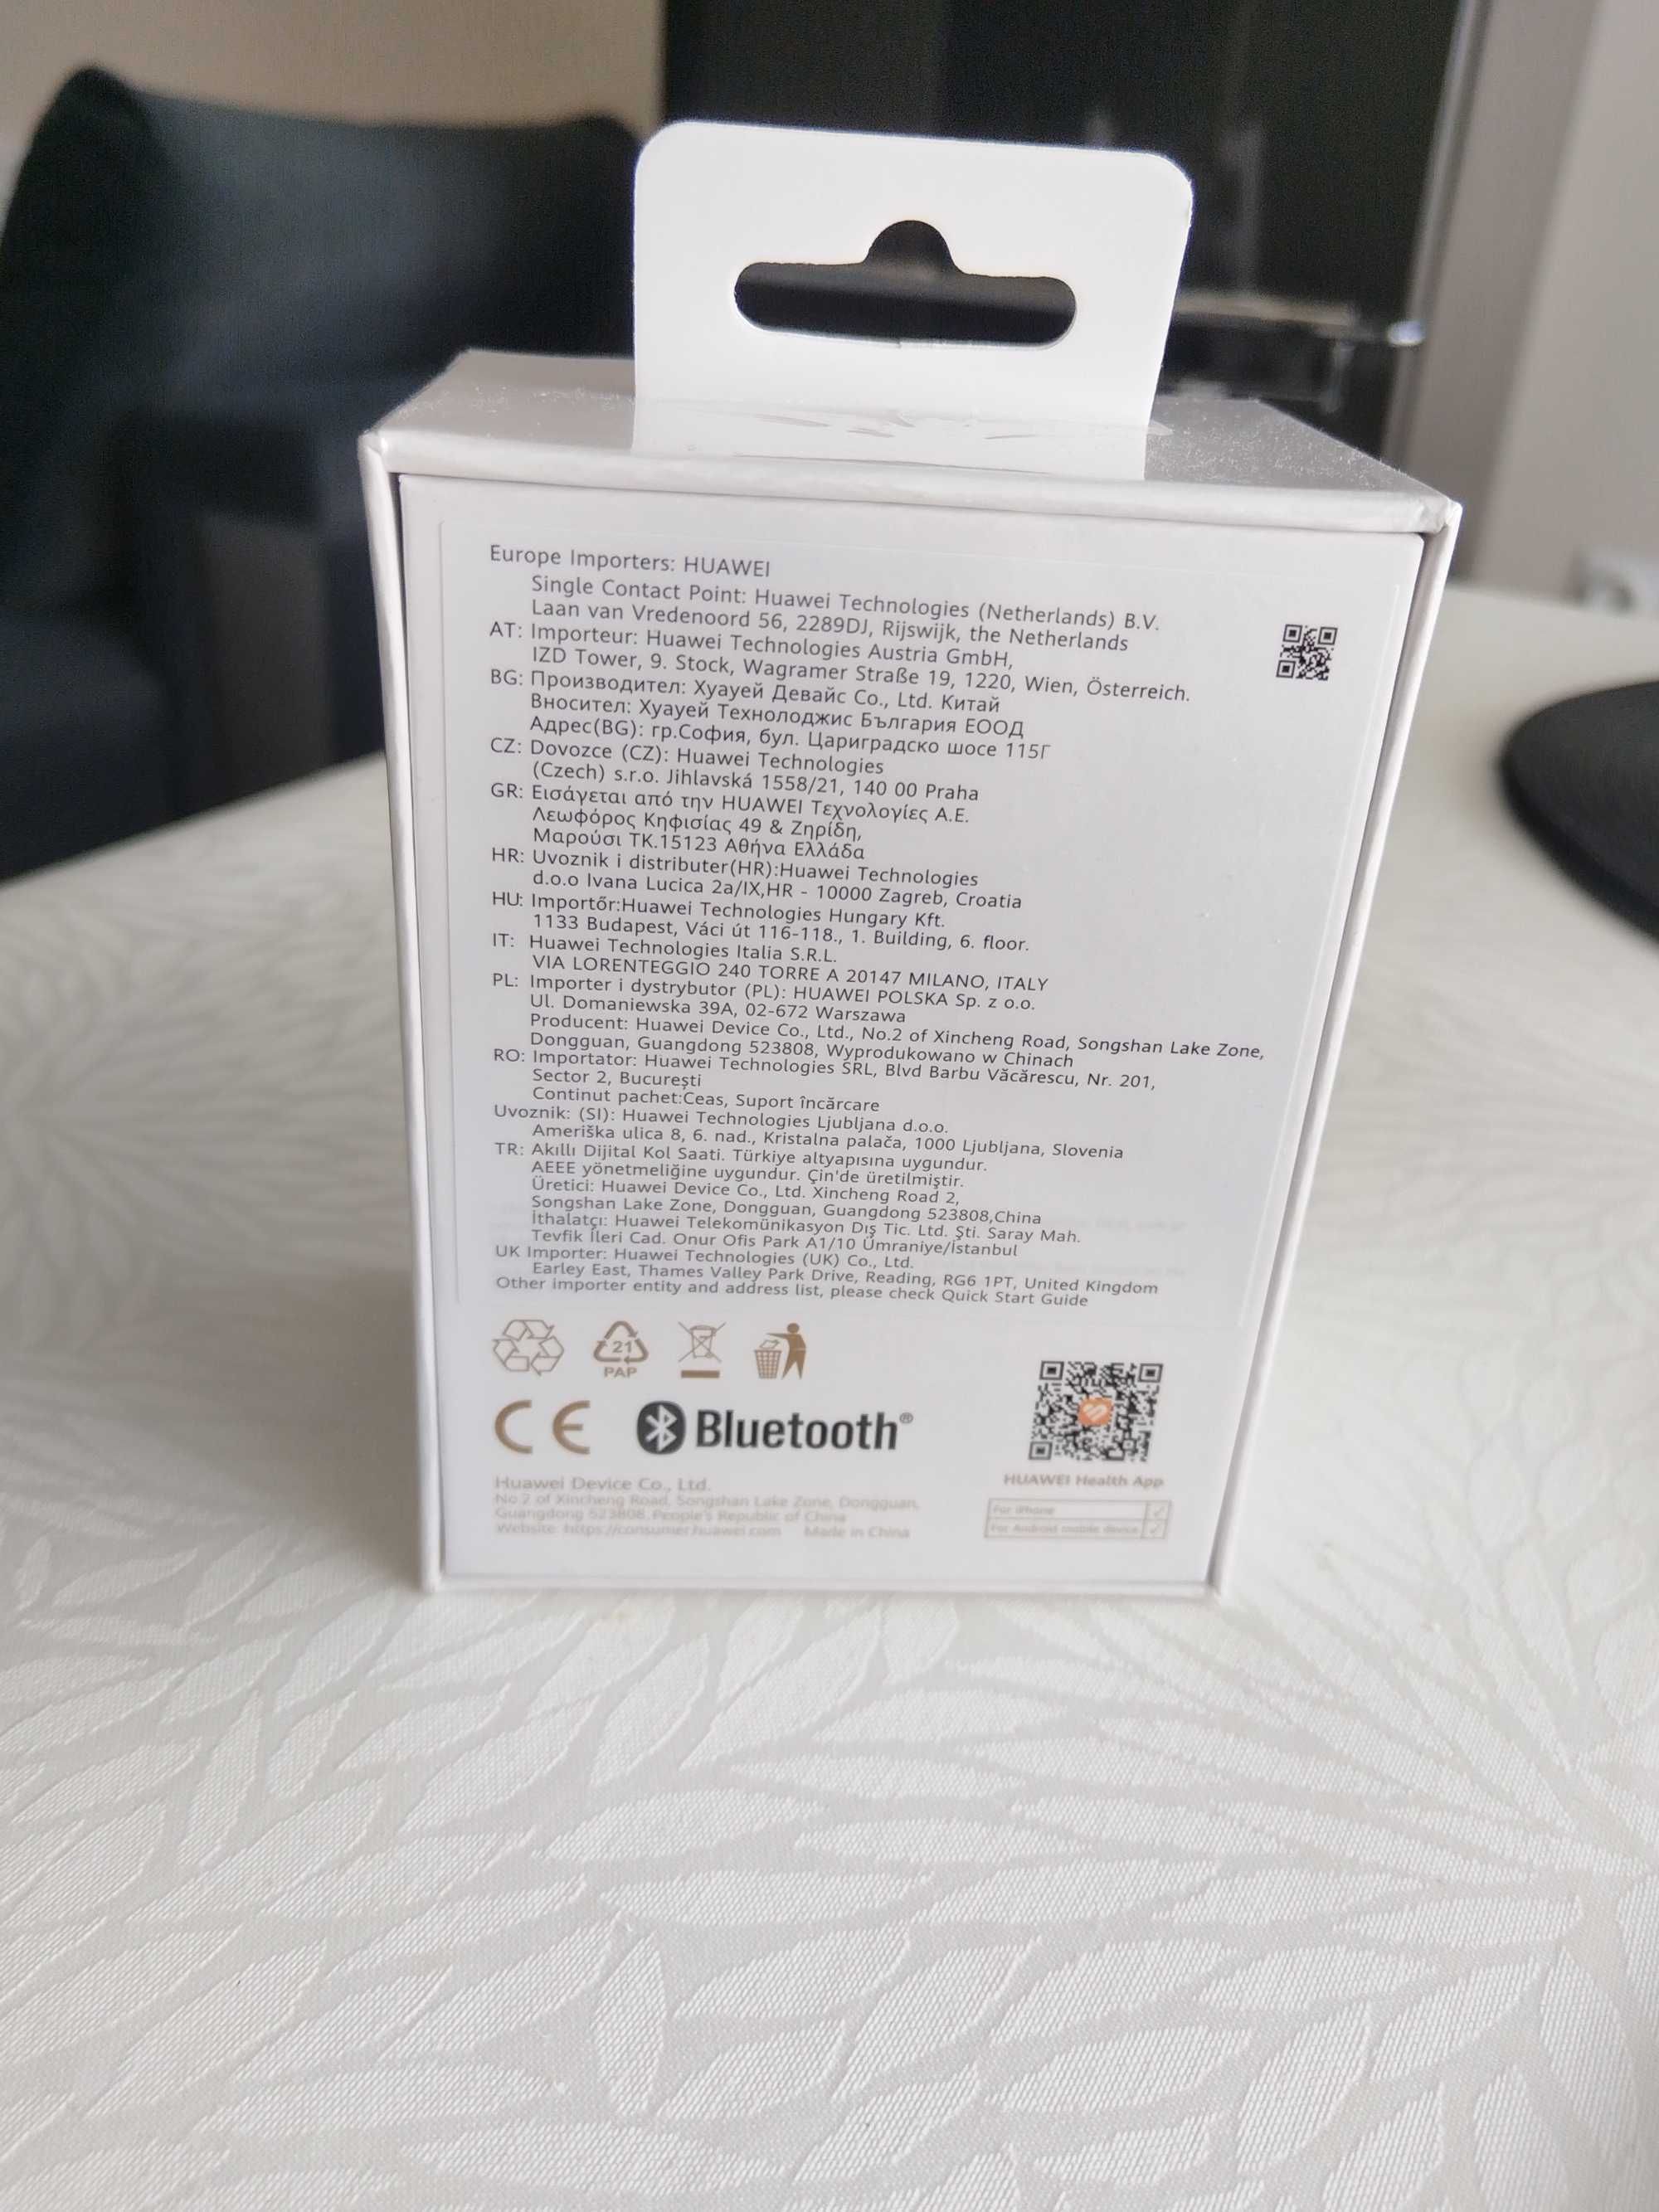 Europe Importers: HUAWEI
Single Contact Point: Huawei Technologies (Netherlands) B.V.
Laan van Vredenoord 56, 2289DJ, Rijswijk, the Netherlands
AT: Importeur: Huawei Technologies Austria GmbH,
IZD Tower, 9. Stock, Wagramer Straße 19, 1220, Wien, Österreich.
BG: Производител: Хуауей Девайс Co., Ltd. Китай
Вносител: Хуауей Технолоджис България ЕООД
Адрес(BG): гр.София, бул. Цариградско шосе 115Г
CZ: Dovozce (CZ): Huawei Technologies
(Czech) s.r.o. Jihlavská 1558/21, 140 00 Praha
GR: Εισάγεται από την HUAWEI Τεχνολογίες Α.Ε.
Λεωφόρος Κηφισίας 49 & Ζηρίδη,
Μαρούσι ΤΚ.15123 Αθήνα Ελλάδα
HR: Uvoznik i distributer(HR):Huawei Technologies
d.o.o Ivana Lucica 2a/IX,HR - 10000 Zagreb, Croatia
HU: Importőr:Huawei Technologies Hungary Kft.
1133 Budapest, Váci út 116-118., 1. Building, 6. floor.
IT: Huawei Technologies Italia S.R.L.
VIA LORENTEGGIO 240 TORRE A 20147 MILANO, ITALY
PL: Importer i dystrybutor (PL): HUAWEI POLSKA Sp. z o.o.
Ul. Domaniewska 39A, 02-672 Warszawa
Producent: Huawei Device Co., Ltd., No.2 of Xincheng Road, Songshan Lake Zone,
Dongguan, Guangdong 523808, Wyprodukowano w Chinach
RO: Importator: Huawei Technologies SRL, Blvd Barbu Văcărescu, Nr. 201,
Sector 2, București
Continut pachet:Ceas, Suport încărcare
Uvoznik: (SI): Huawei Technologies Ljubljana d.o.o.
Ameriška ulica 8, 6. nad., Kristalna palača, 1000 Ljubljana, Slovenia
TR: Akıllı Dijital Kol Saati. Türkiye altyapısına uygundur.
AEEE yönetmeliğine uygundur. Çin'de üretilmiştir.
Üretici: Huawei Device Co., Ltd. Xincheng Road 2,
Songshan Lake Zone, Dongguan, Guangdong 523808,China
İthalatçı: Huawei Telekomünikasyon Dış Tic. Ltd. Şti. Saray Mah.
Tevfik İleri Cad. Onur Ofis Park A1/10 Ümraniye/İstanbul
UK Importer: Huawei Technologies (UK) Co., Ltd.
Earley East, Thames Valley Park Drive, Reading, RG6 1PT, United Kingdom
Other importer entity and address list, please check Quick Start Guide
21
PAP
CE Bluetooth®
Huawei Device Co., Ltd.
No.2 of Xincheng Road, Songshan Lake Zone, Dongguan,
Guangdong 523808, People's Republic of China
Website: https://consumer.huawei.com Made in China
HUAWEI Health App
For iPhone ✓
For Android mobile device ✓